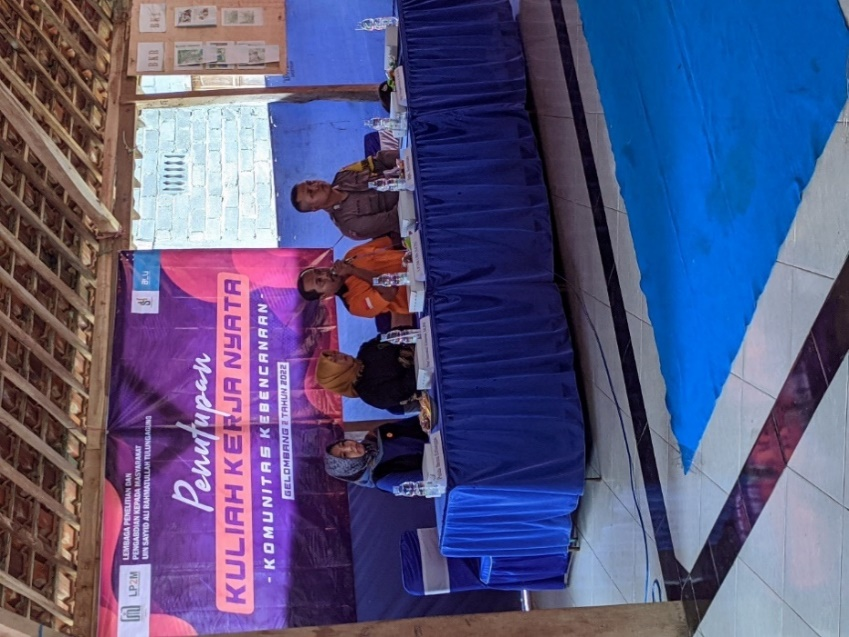 LP2M
LEMBAGA PENELITIAN DAN
PENGABDIAN KEPADA MASYARAKAT
UIN SAYYID ALI RAHMATULLAH TULUNGAGUNG
BLU
Penutupan
KULIAH KERJA NYATA
- KOMUNITAS KEBENCANAAN -
GELOMBANG 2 TAHUN 2022